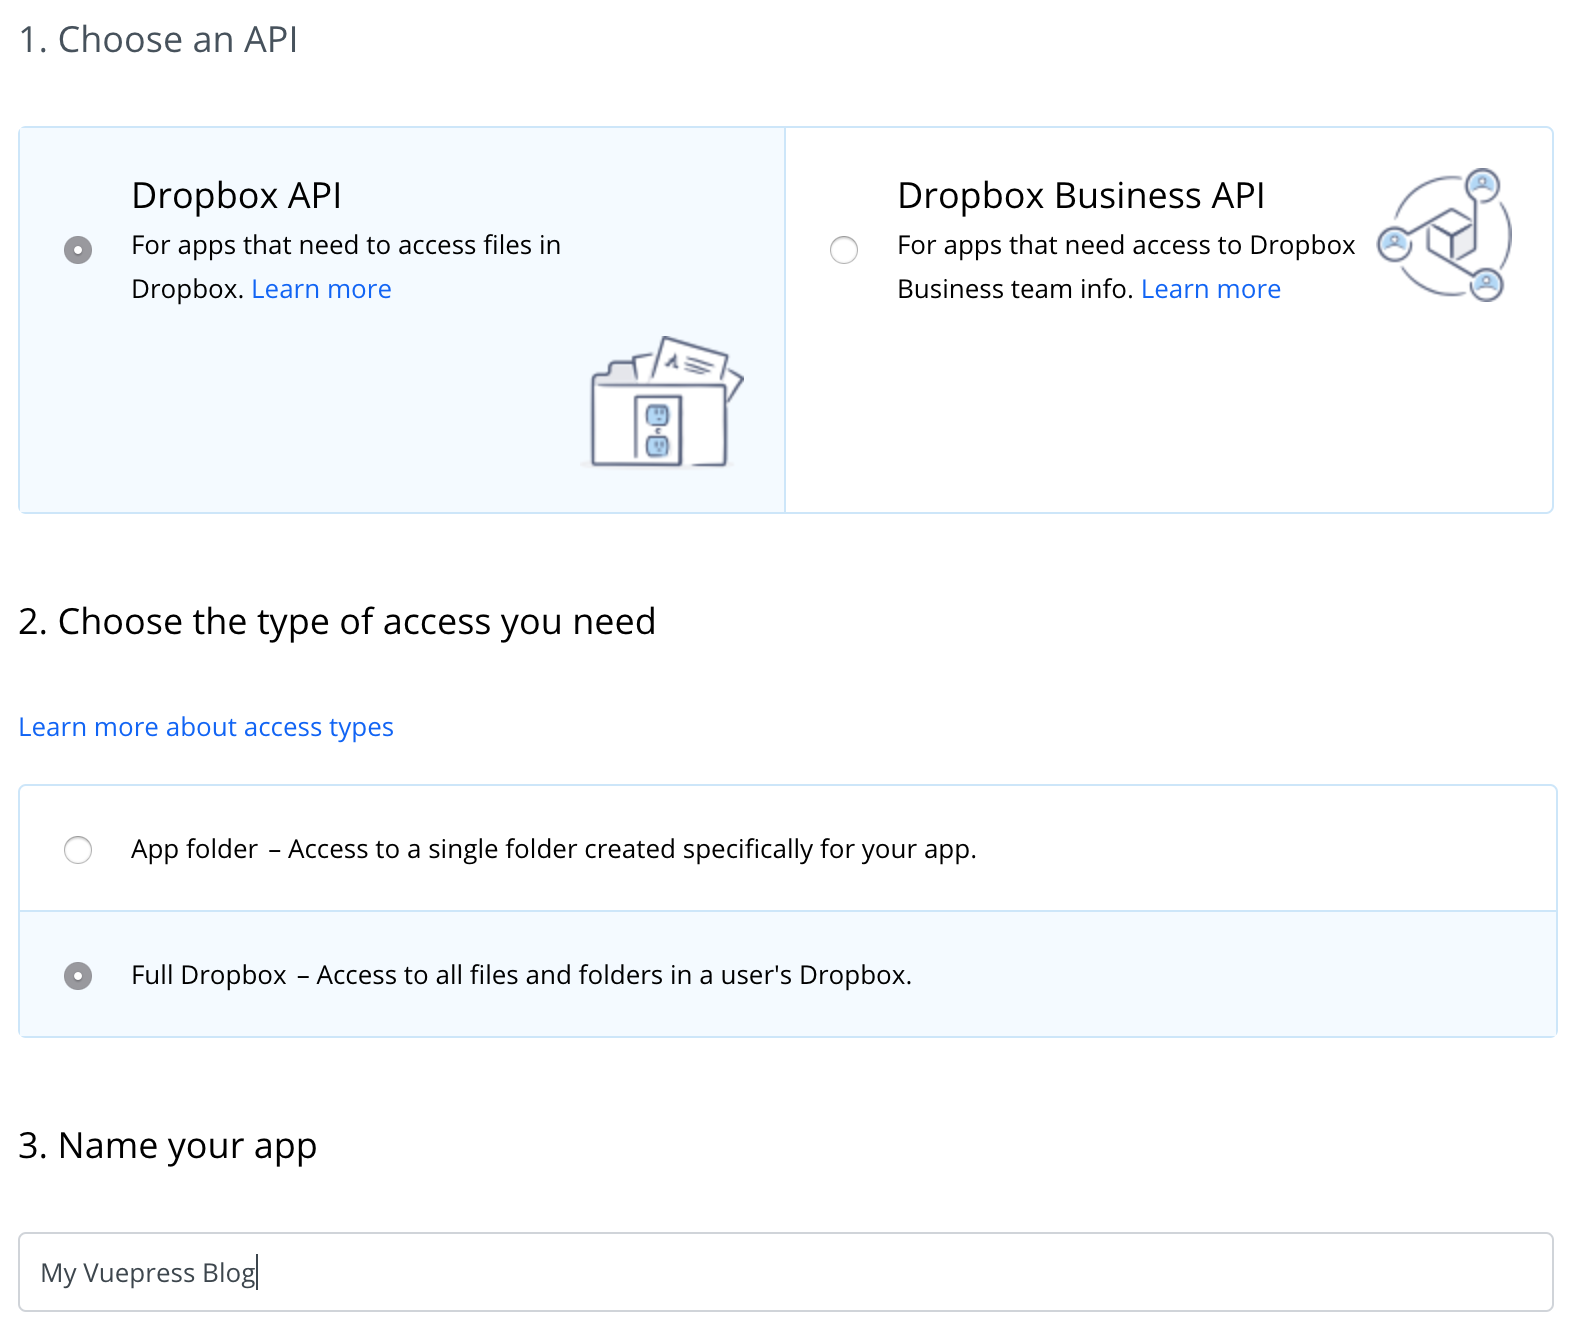 1. Choose an API
Dropbox API
For apps that need to access files in
Dropbox. Learn more
Dropbox Business API
For apps that need access to Dropbox
Business team info. Learn more
2. Choose the type of access you need
Learn more about access types
App folder – Access to a single folder created specifically for your app.
Full Dropbox – Access to all files and folders in a user's Dropbox.
3. Name your app
My Vuepress Blog